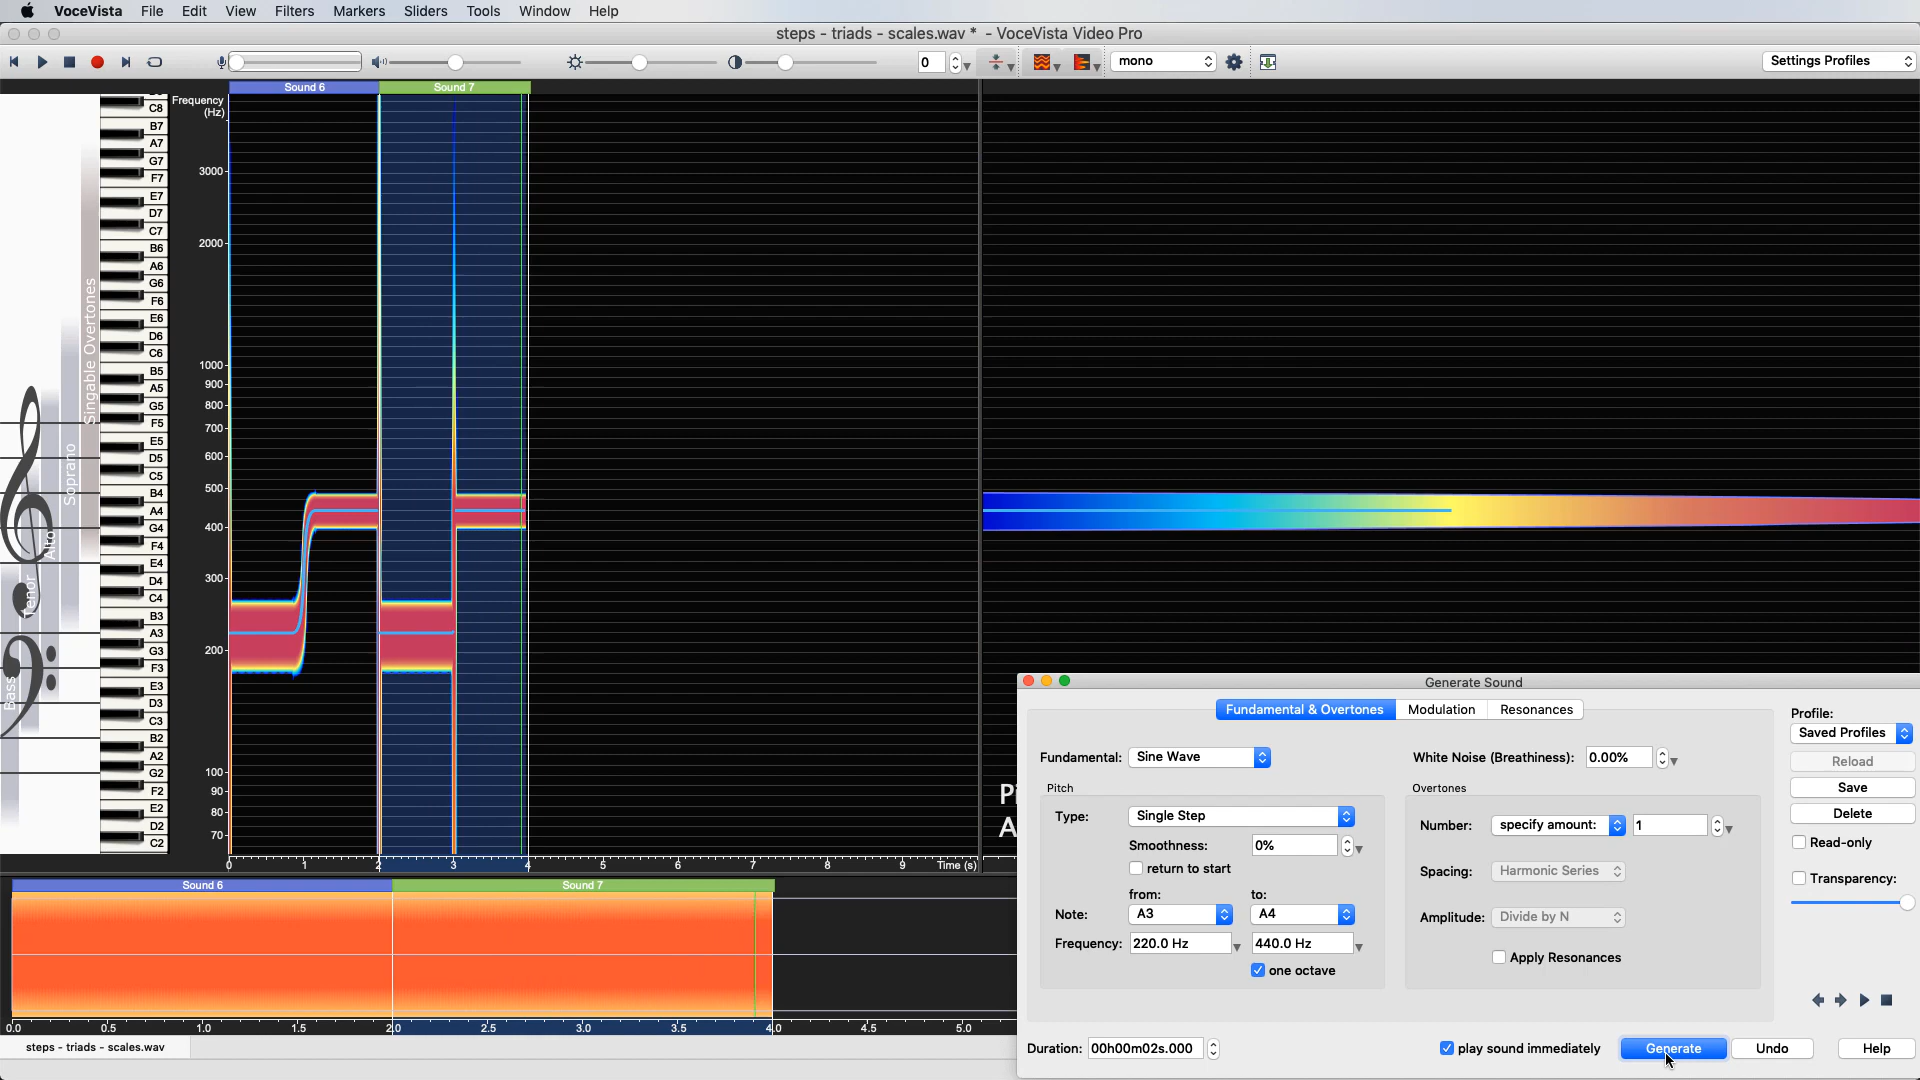 VoceVista File Edit View Filters Markers Sliders Tools Window Help
steps - triads - scales.wav * - VoceVista Video Pro
0
mono
Settings Profiles
Sound 6 Sound 7
Frequency
(Hz)
3000
2000
1000
900
800
700
600
500
400
300
200
100
90
80
70
C8
B7
A7
G7
F7
E7
D7
C7
B6
A6
G6
F6
E6
D6
C6
B5
A5
G5
F5
E5
D5
C5
B4
A4
G4
F4
E4
D4
C4
B3
A3
G3
F3
E3
D3
C3
B2
A2
G2
F2
E2
D2
C2
Singable Overtones
Soprano
Alto
Tenor
Bass
0 1 2 3 4 5 6 7 8 9 Time (s)
Sound 6 Sound 7
0.0 0.5 1.0 1.5 2.0 2.5 3.0 3.5 4.0 4.5 5.0
steps - triads - scales.wav
Generate Sound
Fundamental & Overtones Modulation Resonances
Profile:
Saved Profiles
Reload
Save
Delete
Read-only
Transparency:
Fundamental: Sine Wave
White Noise (Breathiness): 0.00%
Pitch
Type: Single Step
Smoothness: 0%
return to start
from: to:
Note: A3 A4
Frequency: 220.0 Hz 440.0 Hz
one octave
Overtones
Number: specify amount: 1
Spacing: Harmonic Series
Amplitude: Divide by N
Apply Resonances
Duration: 00h00m02s.000
play sound immediately
Generate
Undo
Help